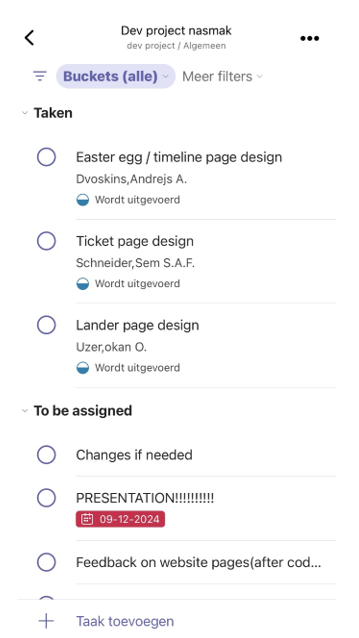 Dev project nasmak
dev project / Algemeen
Buckets (alle) Meer filters
Taken
Easter egg / timeline page design
Dvoskins,Andrejs A.
Wordt uitgevoerd
Ticket page design
Schneider,Sem S.A.F.
Wordt uitgevoerd
Lander page design
Uzer,okan O.
Wordt uitgevoerd
To be assigned
Changes if needed
PRESENTATION!!!!!!!!!!
09-12-2024
Feedback on website pages(after cod...
Taak toevoegen